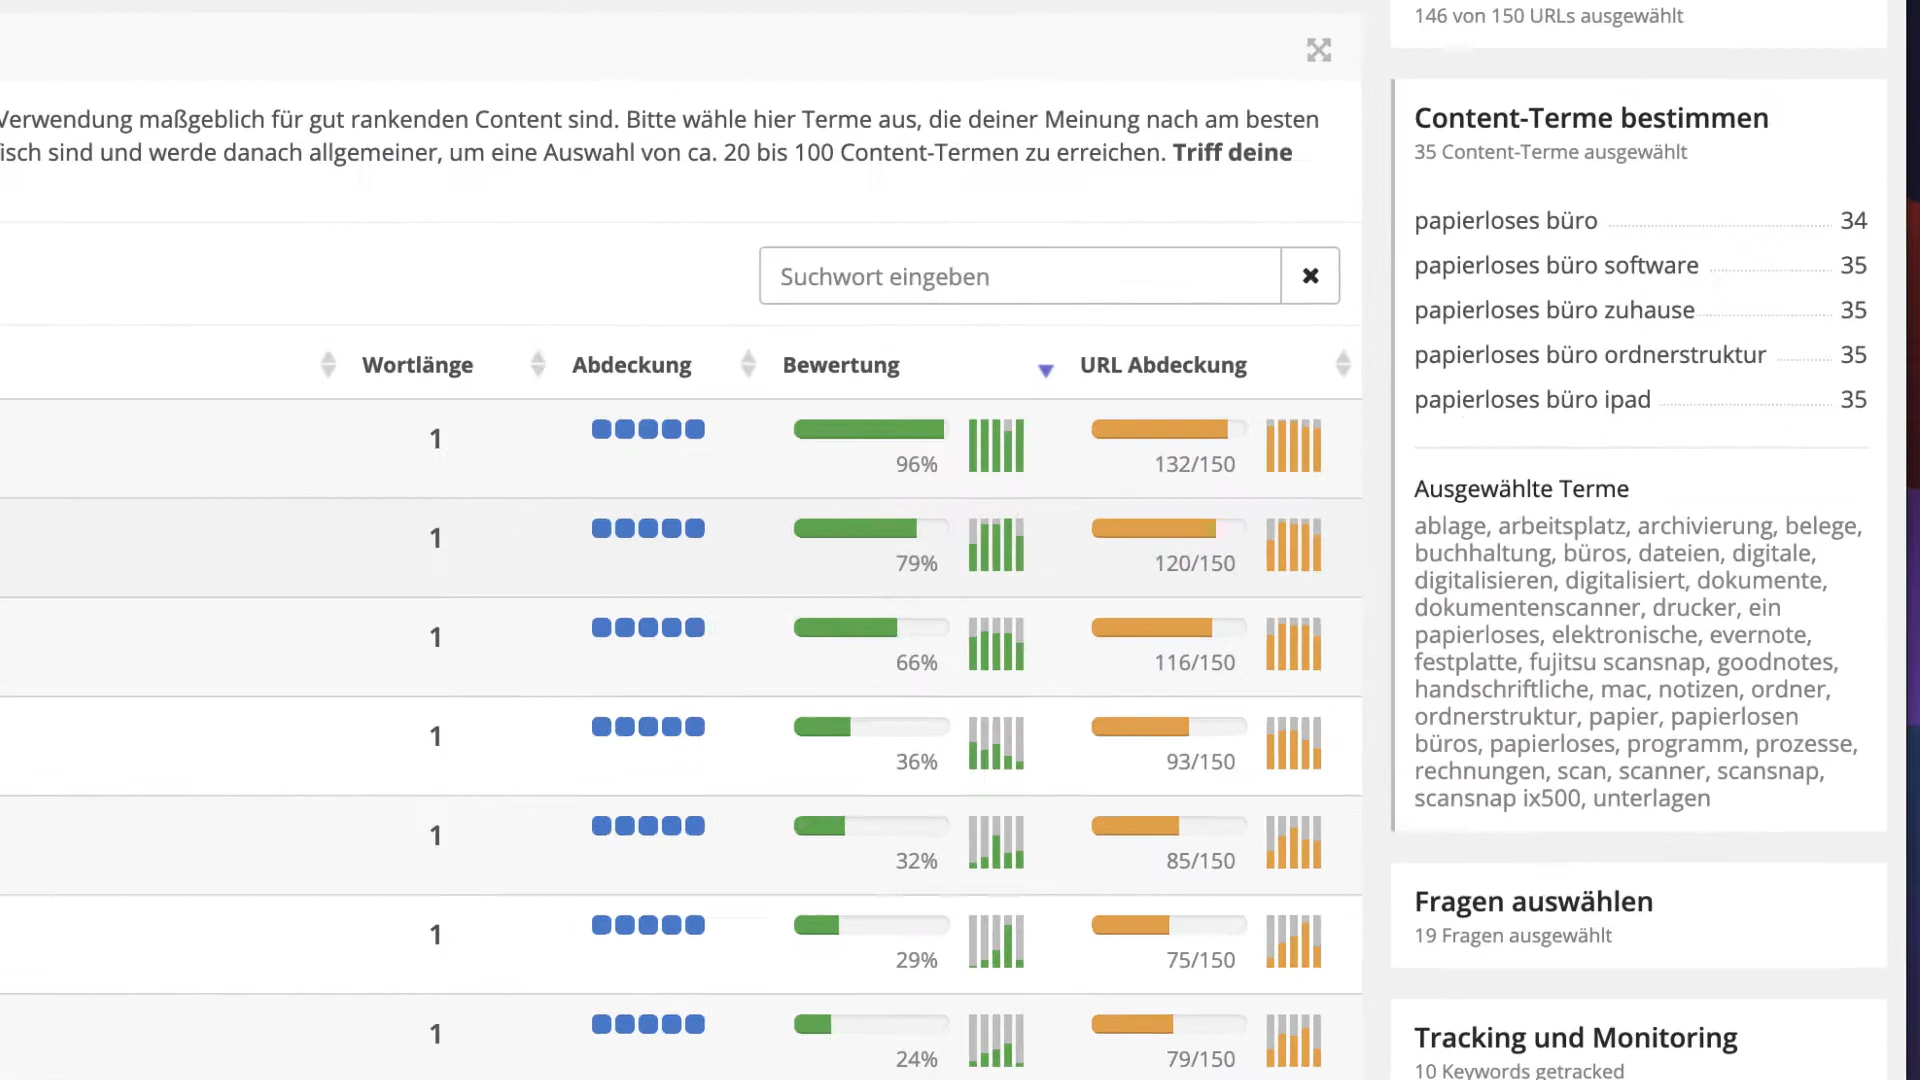 Verwendung maßgeblich für gut rankenden Content sind. Bitte wähle hier Terme aus, die deiner Meinung nach am besten
isch sind und werde danach allgemeiner, um eine Auswahl von ca. 20 bis 100 Content-Termen zu erreichen. Triff deine
Suchwort eingeben
Wortlänge Abdeckung Bewertung URL Abdeckung
1 96% 132/150
1 79% 120/150
1 66% 116/150
1 36% 93/150
1 32% 85/150
1 29% 75/150
1 24% 79/150
146 von 150 URLs ausgewählt
Content-Terme bestimmen
35 Content-Terme ausgewählt
papierloses büro 34
papierloses büro software 35
papierloses büro zuhause 35
papierloses büro ordnerstruktur 35
papierloses büro ipad 35
Ausgewählte Terme
ablage, arbeitsplatz, archivierung, belege,
buchhaltung, büros, dateien, digitale,
digitalisieren, digitalisiert, dokumente,
dokumentenscanner, drucker, ein
papierloses, elektronische, evernote,
festplatte, fujitsu scansnap, goodnotes,
handschriftliche, mac, notizen, ordner,
ordnerstruktur, papier, papierlosen
büros, papierloses, programm, prozesse,
rechnungen, scan, scanner, scansnap,
scansnap ix500, unterlagen
Fragen auswählen
19 Fragen ausgewählt
Tracking und Monitoring
10 Keywords getracked